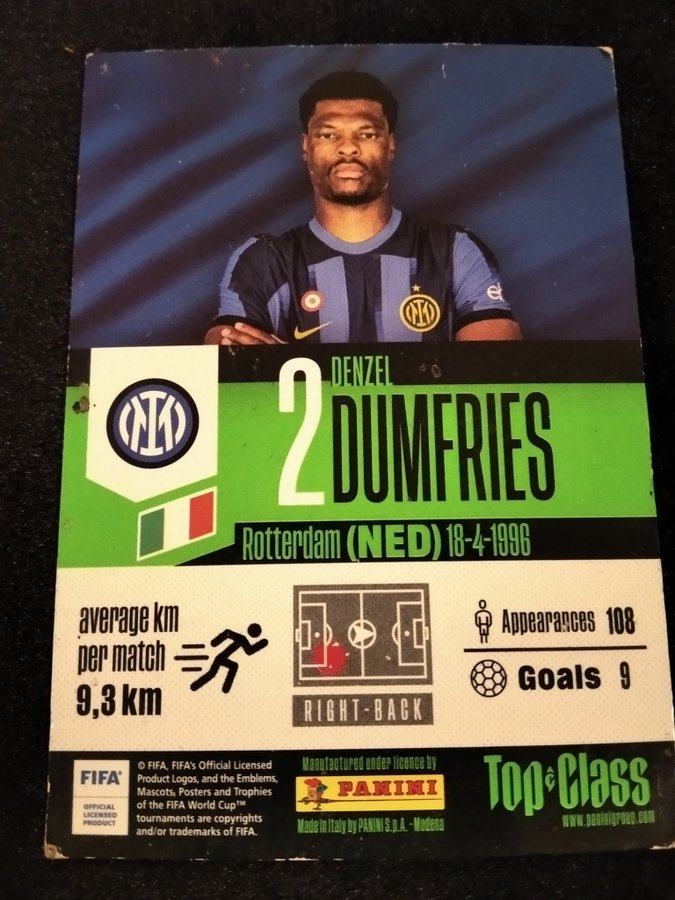 2
DENZEL
DUMFRIES
Rotterdam (NED) 18-4-1996
average km
per match
9,3 km
RIGHT-BACK
Appearances 108
Goals 9
FIFA®
OFFICIAL
LICENSED
PRODUCT
© FIFA, FIFA's Official Licensed
Product Logos, and the Emblems,
Mascots, Posters and Trophies
of the FIFA World Cup™
tournaments are copyrights
and/or trademarks of FIFA.
Manufactured under licence by
PANINI
Made in Italy by PANINI S.p.A. - Modena
Top Class
www.paninigroup.com